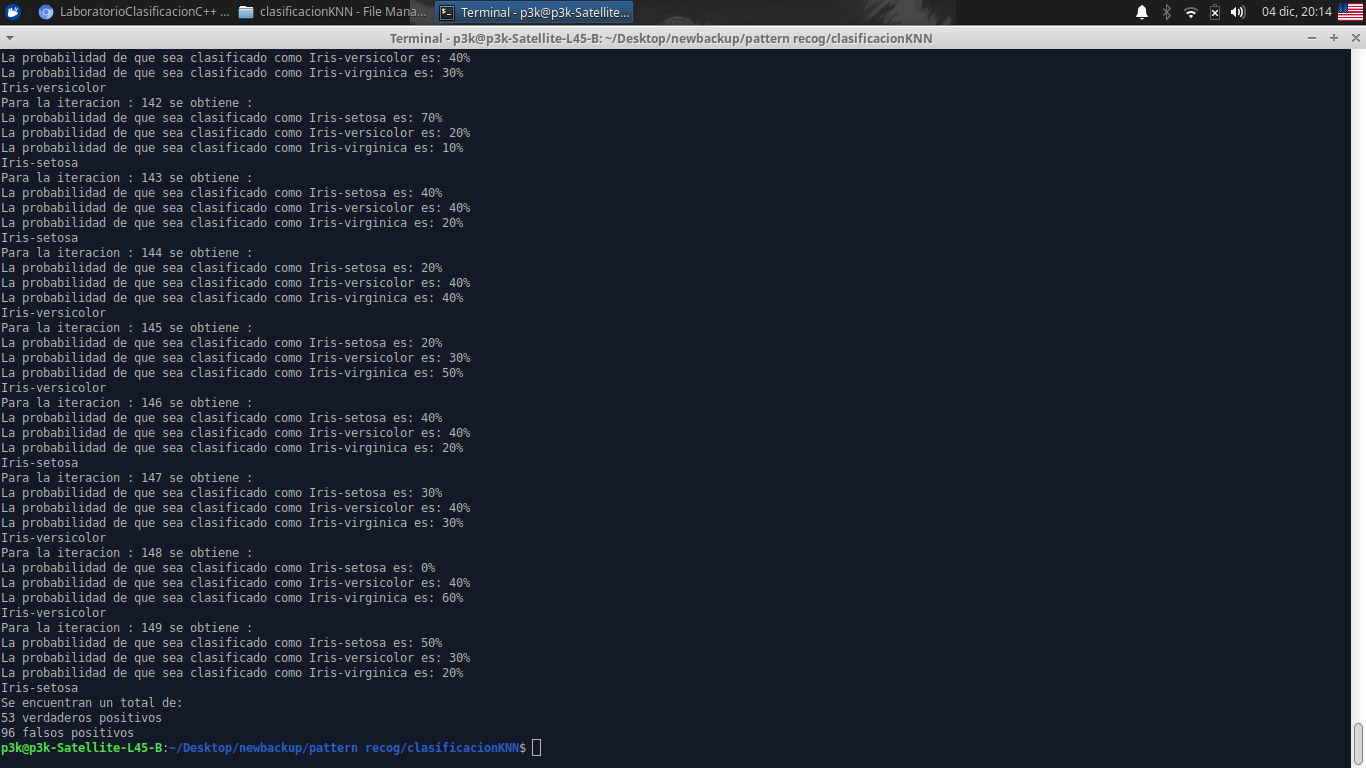 LaboratorioClasificacionC++ ...
clasificacionKNN - File Mana...
Terminal - p3k@p3k-Satellite...
04 dic, 20:14
Terminal - p3k@p3k-Satellite-L45-B: ~/Desktop/newbackup/pattern recog/clasificacionKNN
La probabilidad de que sea clasificado como Iris-versicolor es: 40%
La probabilidad de que sea clasificado como Iris-virginica es: 30%
Iris-versicolor
Para la iteracion : 142 se obtiene :
La probabilidad de que sea clasificado como Iris-setosa es: 70%
La probabilidad de que sea clasificado como Iris-versicolor es: 20%
La probabilidad de que sea clasificado como Iris-virginica es: 10%
Iris-setosa
Para la iteracion : 143 se obtiene :
La probabilidad de que sea clasificado como Iris-setosa es: 40%
La probabilidad de que sea clasificado como Iris-versicolor es: 40%
La probabilidad de que sea clasificado como Iris-virginica es: 20%
Iris-setosa
Para la iteracion : 144 se obtiene :
La probabilidad de que sea clasificado como Iris-setosa es: 20%
La probabilidad de que sea clasificado como Iris-versicolor es: 40%
La probabilidad de que sea clasificado como Iris-virginica es: 40%
Iris-versicolor
Para la iteracion : 145 se obtiene :
La probabilidad de que sea clasificado como Iris-setosa es: 20%
La probabilidad de que sea clasificado como Iris-versicolor es: 30%
La probabilidad de que sea clasificado como Iris-virginica es: 50%
Iris-versicolor
Para la iteracion : 146 se obtiene :
La probabilidad de que sea clasificado como Iris-setosa es: 40%
La probabilidad de que sea clasificado como Iris-versicolor es: 40%
La probabilidad de que sea clasificado como Iris-virginica es: 20%
Iris-setosa
Para la iteracion : 147 se obtiene :
La probabilidad de que sea clasificado como Iris-setosa es: 30%
La probabilidad de que sea clasificado como Iris-versicolor es: 40%
La probabilidad de que sea clasificado como Iris-virginica es: 30%
Iris-versicolor
Para la iteracion : 148 se obtiene :
La probabilidad de que sea clasificado como Iris-setosa es: 0%
La probabilidad de que sea clasificado como Iris-versicolor es: 40%
La probabilidad de que sea clasificado como Iris-virginica es: 60%
Iris-versicolor
Para la iteracion : 149 se obtiene :
La probabilidad de que sea clasificado como Iris-setosa es: 50%
La probabilidad de que sea clasificado como Iris-versicolor es: 30%
La probabilidad de que sea clasificado como Iris-virginica es: 20%
Iris-setosa
Se encuentran un total de:
53 verdaderos positivos
96 falsos positivos
p3k@p3k-Satellite-L45-B:~/Desktop/newbackup/pattern recog/clasificacionKNN$